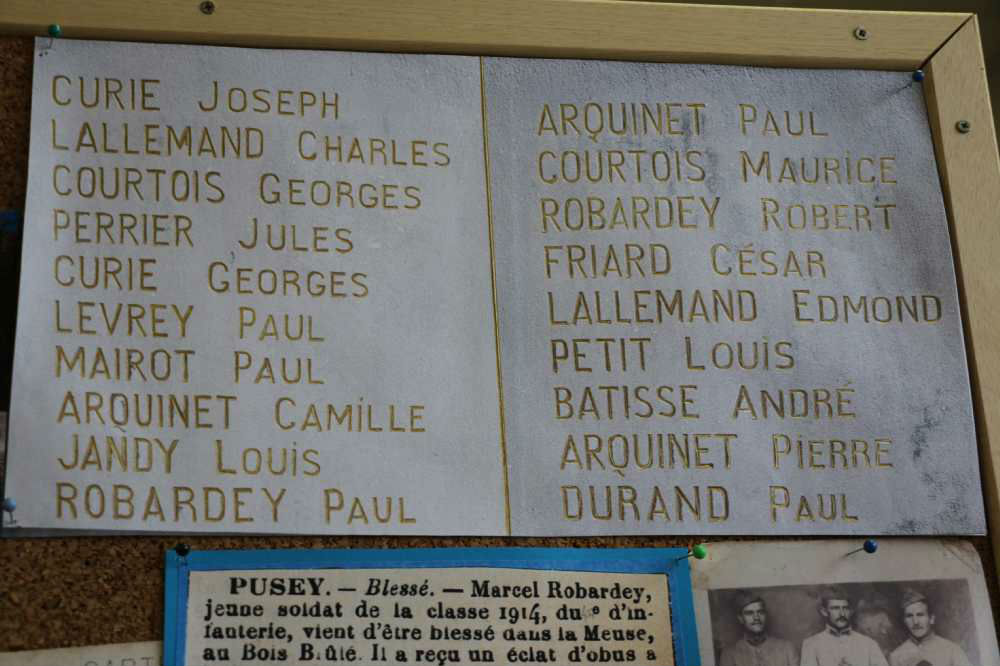 CURIE JOSEPH
LALLEMAND CHARLES
COURTOIS GEORGES
PERRIER JULES
CURIE GEORGES
LEVREY PAUL
MAIROT PAUL
ARQUINET CAMILLE
JANDY LOUIS
ROBARDEY PAUL
ARQUINET PAUL
COURTOIS MAURICE
ROBARDEY ROBERT
FRIARD CÉSAR
LALLEMAND EDMOND
PETIT LOUIS
BATISSE ANDRÉ
ARQUINET PIERRE
DURAND PAUL
PUSEY. — Blessé. — Marcel Robardey,
jeune soldat de la classe 1914, du d'in-
fanterie, vient d'être blessé dans la Meuse,
au Bois Brûlé. Il a reçu un éclat d'obus a